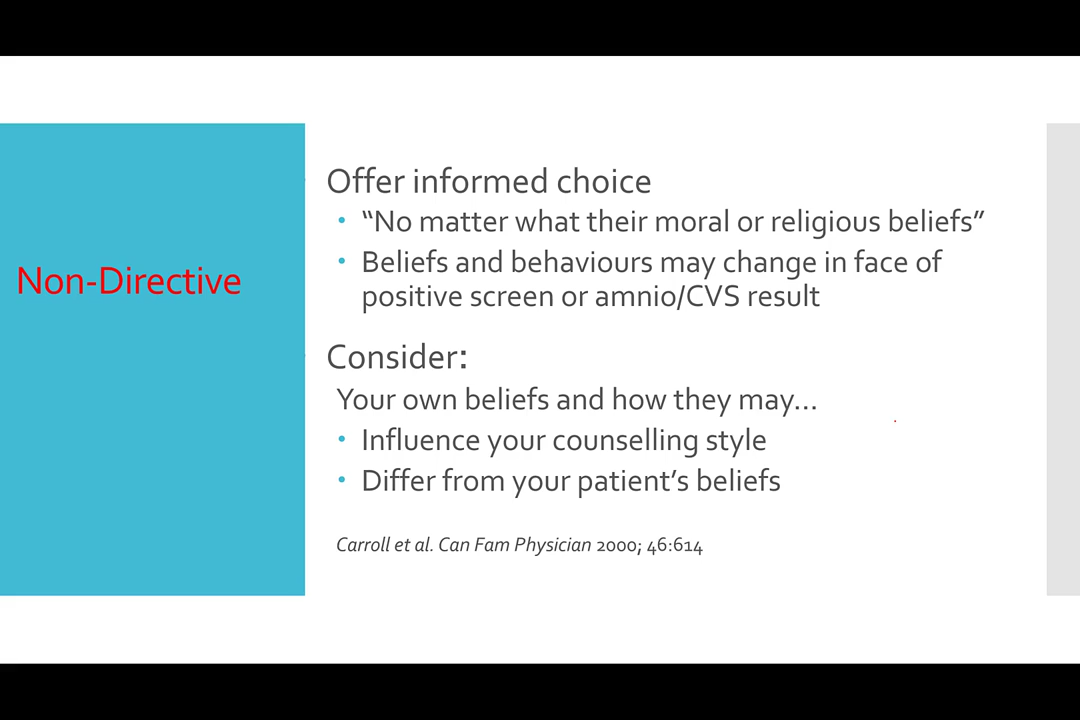 Non-Directive
Offer informed choice
• “No matter what their moral or religious beliefs”
• Beliefs and behaviours may change in face of
positive screen or amnio/CVS result
Consider:
Your own beliefs and how they may...
• Influence your counselling style
• Differ from your patient’s beliefs
Carroll et al. Can Fam Physician 2000; 46:614